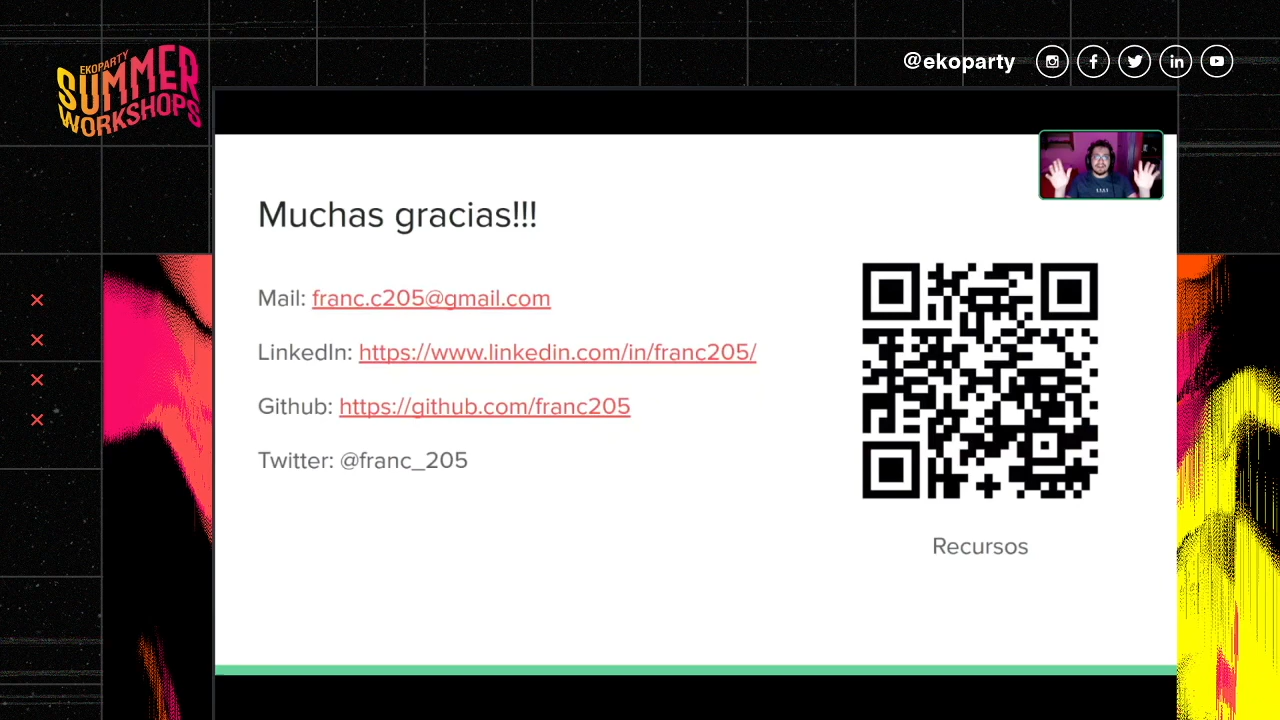 EKOPARTY
SUMMER
WORKSHOPS
@ekoparty
Muchas gracias!!!
Mail: franc.c205@gmail.com
LinkedIn: https://www.linkedin.com/in/franc205/
Github: https://github.com/franc205
Twitter: @franc_205
Recursos